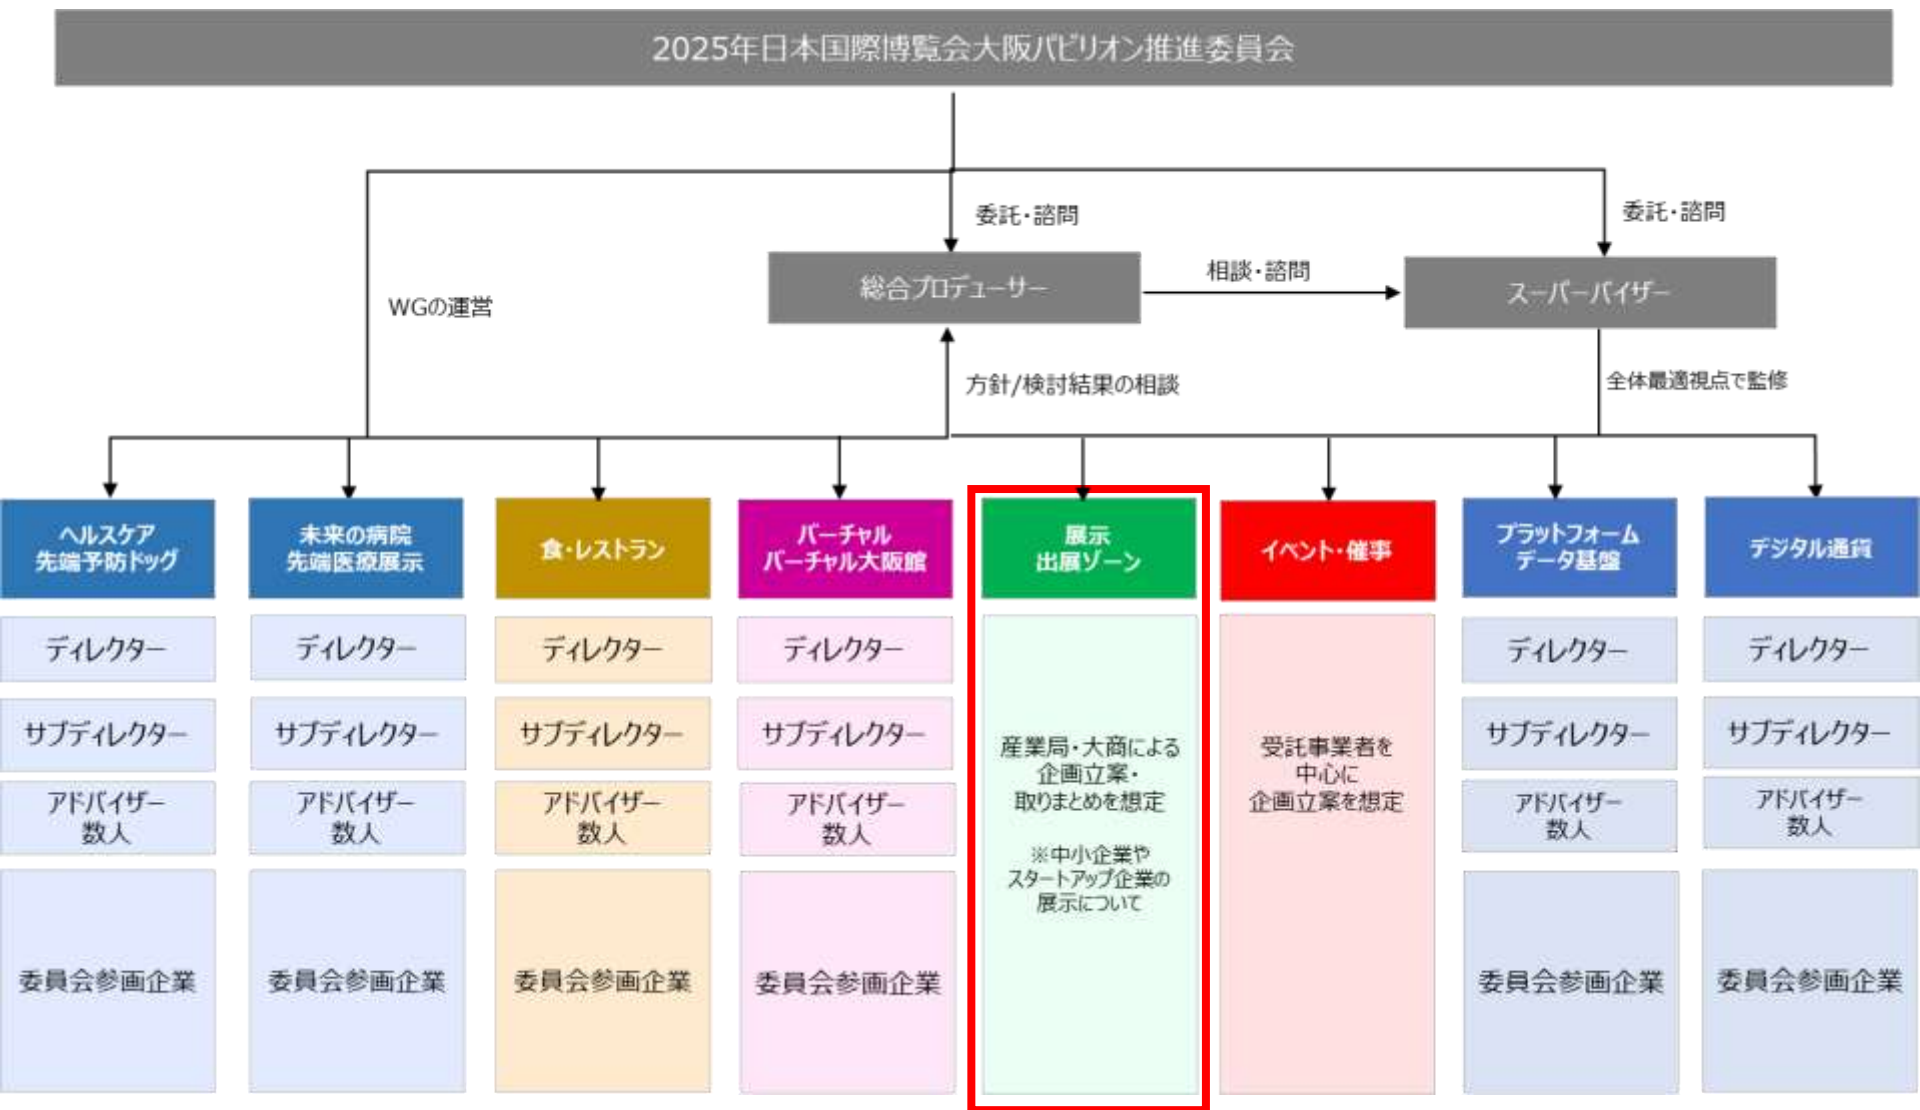 2025年日本国際博覧会大阪パビリオン推進委員会
委託・諮問
委託・諮問
総合プロデューサー
相談・諮問
スーパーバイザー
WGの運営
方針/検討結果の相談
全体最適視点で監修
ヘルスケア
先端予防ドッグ
未来の病院
先端医療展示
食・レストラン
バーチャル
バーチャル大阪館
展示
出展ゾーン
イベント・催事
プラットフォーム
データ基盤
デジタル通貨
ディレクター
サブディレクター
アドバイザー
数人
委員会参画企業
ディレクター
サブディレクター
アドバイザー
数人
委員会参画企業
ディレクター
サブディレクター
アドバイザー
数人
委員会参画企業
ディレクター
サブディレクター
アドバイザー
数人
委員会参画企業
産業局・大商による
企画立案・
取りまとめを想定
※中小企業や
スタートアップ企業の
展示について
受託事業者を
中心に
企画立案を想定
ディレクター
サブディレクター
アドバイザー
数人
委員会参画企業
ディレクター
サブディレクター
アドバイザー
数人
委員会参画企業